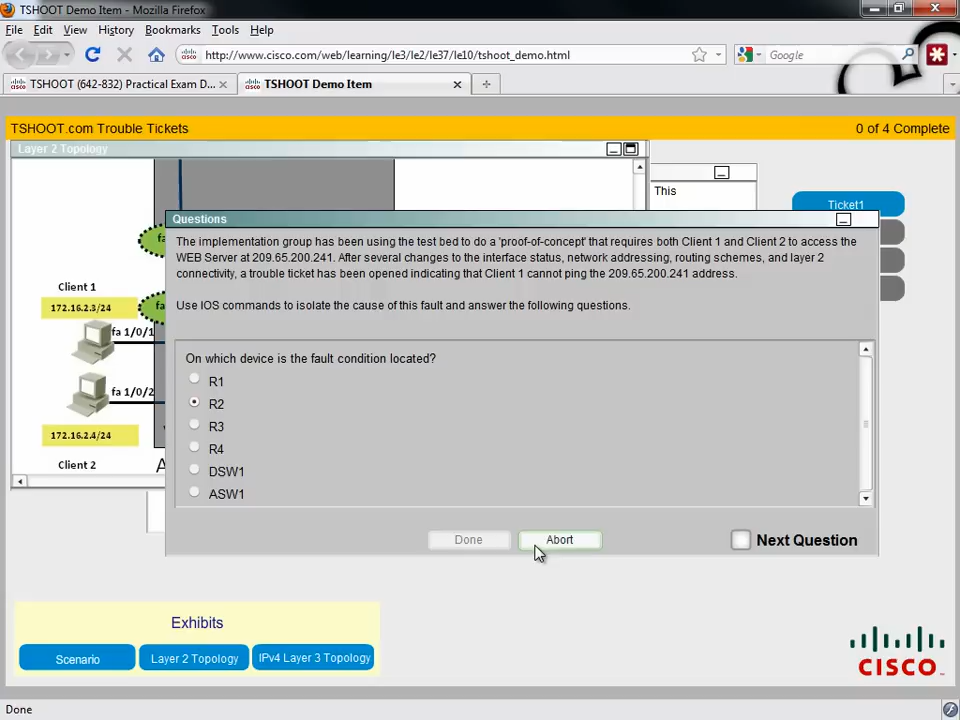 TSHOOT Demo Item - Mozilla Firefox
File Edit View History Bookmarks Tools Help
http://www.cisco.com/web/learning/le3/le2/le37/le10/tshoot_demo.html
Google
TSHOOT (642-832) Practical Exam D...
TSHOOT Demo Item
TSHOOT.com Trouble Tickets
0 of 4 Complete
Layer 2 Topology
This
Ticket1
Questions
The implementation group has been using the test bed to do a 'proof-of-concept' that requires both Client 1 and Client 2 to access the
WEB Server at 209.65.200.241. After several changes to the interface status, network addressing, routing schemes, and layer 2
connectivity, a trouble ticket has been opened indicating that Client 1 cannot ping the 209.65.200.241 address.
Use IOS commands to isolate the cause of this fault and answer the following questions.
fa
Client 1
172.16.2.3/24
fa
fa 1/0/1
fa 1/0/2
172.16.2.4/24
Client 2
A
On which device is the fault condition located?
R1
R2
R3
R4
DSW1
ASW1
Done
Abort
Next Question
Exhibits
Scenario
Layer 2 Topology
IPv4 Layer 3 Topology
CISCO
Done